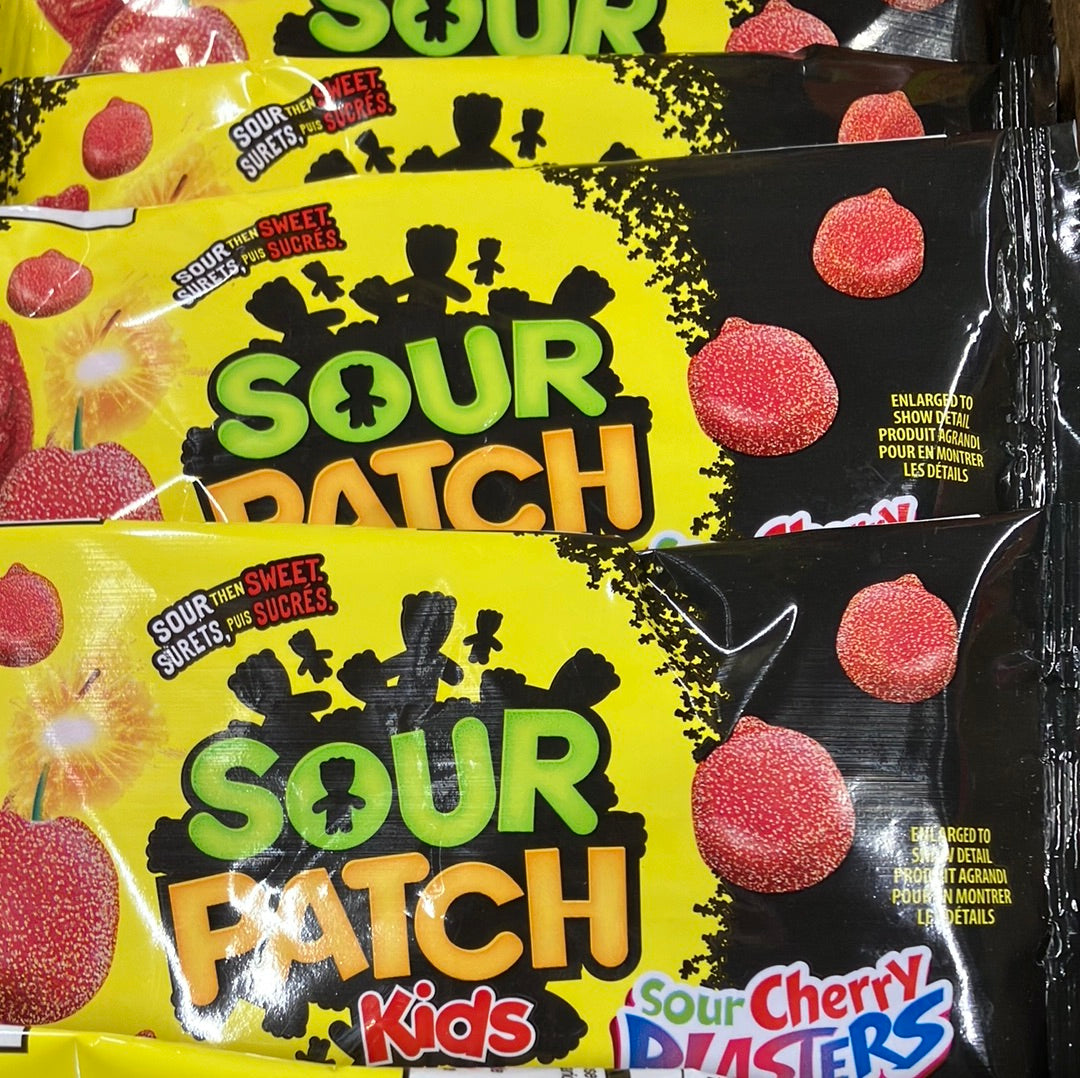 SOUR
SOUR THEN SWEET.
SURETS, PUIS SUCRÉS.
SOUR THEN SWEET.
SURETS, PUIS SUCRÉS.
SOUR
PATCH
ENLARGED TO
SHOW DETAIL
PRODUIT AGRANDI
POUR EN MONTRER
LES DÉTAILS
Cherry
SOUR THEN SWEET.
SURETS, PUIS SUCRÉS.
SOUR
PATCH
Kids
ENLARGED TO
SHOW DETAIL
PRODUIT AGRANDI
POUR EN MONTRER
LES DÉTAILS
Sour Cherry
BLASTERS